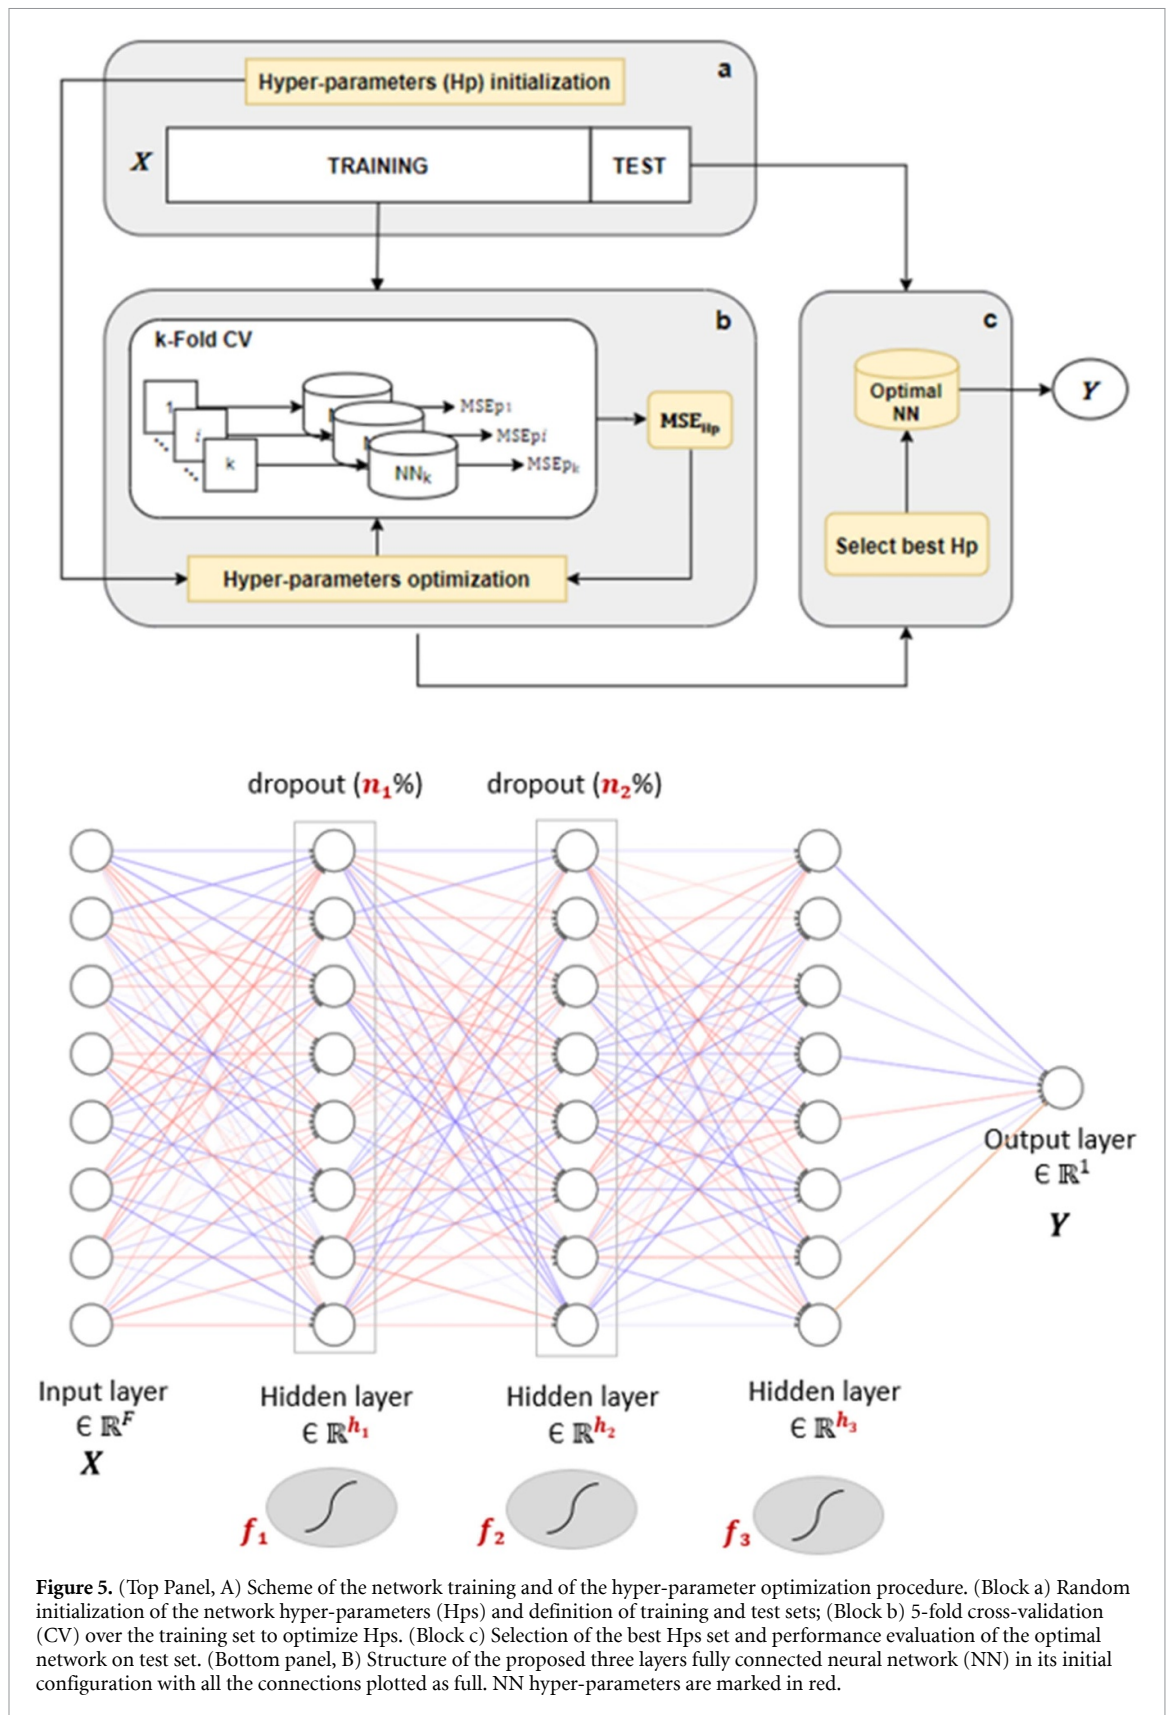 a
Hyper-parameters (Hp) initialization
X
TRAINING
TEST
b
k-Fold CV
1
i
k
NNk
MSEp1
MSEpi
MSEpk
MSEHp
Hyper-parameters optimization
c
Optimal
NN
Y
Select best Hp
dropout (n1%)
dropout (n2%)
Output layer
∈ ℝ1
Y
Input layer
∈ ℝF
X
Hidden layer
∈ ℝh1
Hidden layer
∈ ℝh2
Hidden layer
∈ ℝh3
f1
f2
f3
Figure 5. (Top Panel, A) Scheme of the network training and of the hyper-parameter optimization procedure. (Block a) Random
initialization of the network hyper-parameters (Hps) and definition of training and test sets; (Block b) 5-fold cross-validation
(CV) over the training set to optimize Hps. (Block c) Selection of the best Hps set and performance evaluation of the optimal
network on test set. (Bottom panel, B) Structure of the proposed three layers fully connected neural network (NN) in its initial
configuration with all the connections plotted as full. NN hyper-parameters are marked in red.